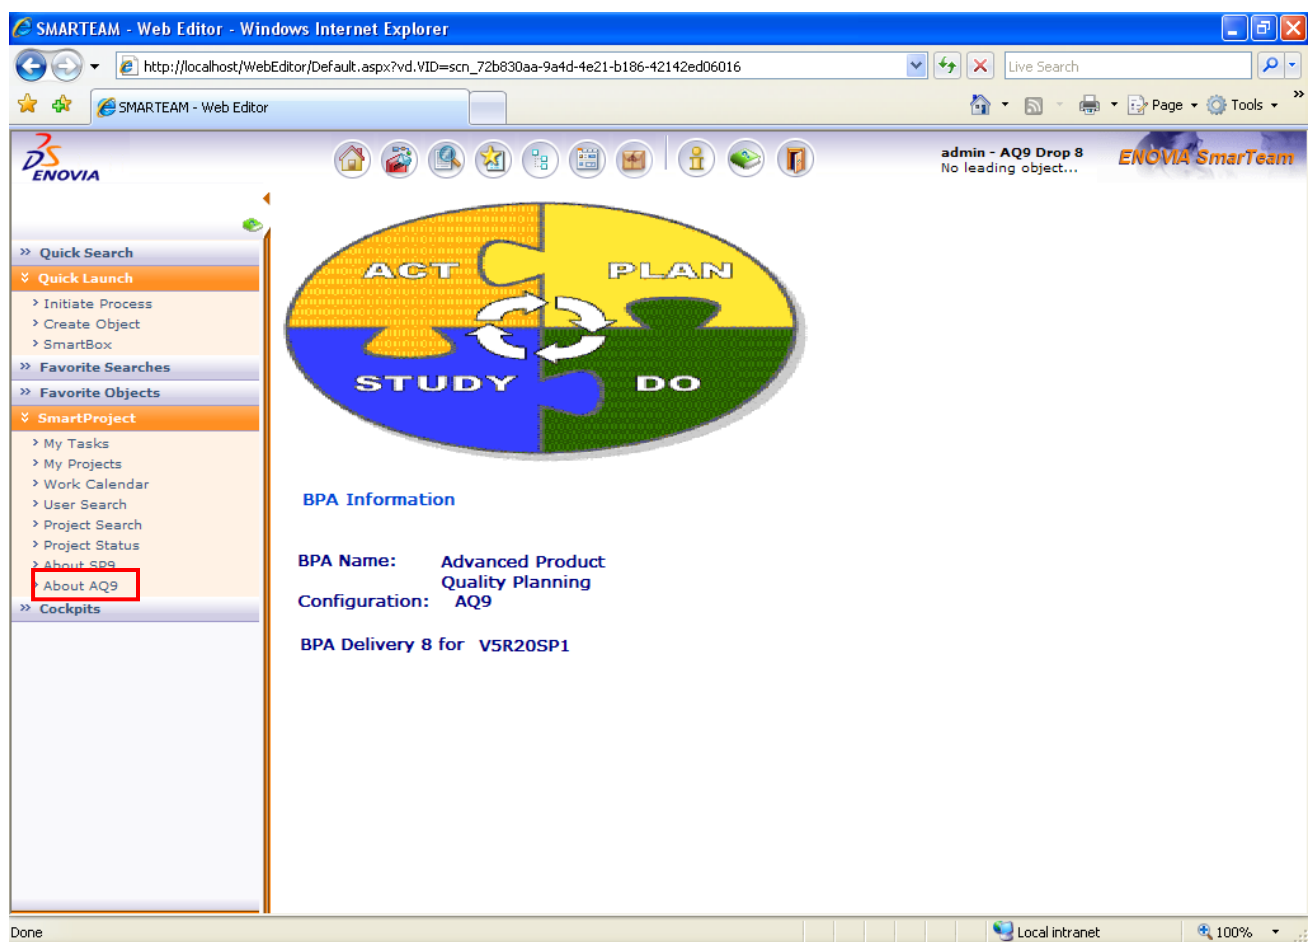 SMARTEAM - Web Editor - Windows Internet Explorer
http://localhost/WebEditor/Default.aspx?vd.VID=scn_72b830aa-9a4d-4e21-b186-42142ed06016
Live Search
SMARTEAM - Web Editor
Page
Tools
ENOVIA
admin - AQ9 Drop 8
No leading object...
ENOVIA SmarTeam
Quick Search
Quick Launch
Initiate Process
Create Object
SmartBox
Favorite Searches
Favorite Objects
SmartProject
My Tasks
My Projects
Work Calendar
User Search
Project Search
Project Status
About SP9
About AQ9
Cockpits
ACT
PLAN
STUDY
DO
BPA Information
BPA Name: Advanced Product
Quality Planning
Configuration: AQ9
BPA Delivery 8 for V5R20SP1
Done
Local intranet
100%